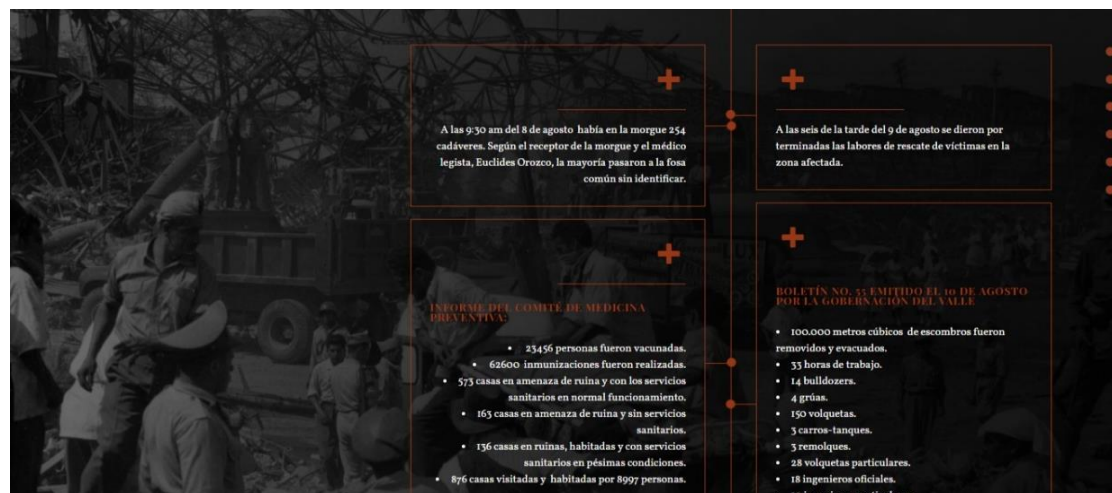 A las 9:30 am del 8 de agosto había en la morgue 254
cadáveres. Según el receptor de la morgue y el médico
legista, Euclides Orozco, la mayoría pasaron a la fosa
común sin identificar.
A las seis de la tarde del 9 de agosto se dieron por
terminadas las labores de rescate de víctimas en la
zona afectada.
INFORME DEL COMITÉ DE MEDICINA
PREVENTIVA:
• 23456 personas fueron vacunadas.
• 62600 inmunizaciones fueron realizadas.
• 573 casas en amenaza de ruina y con los servicios
sanitarios en normal funcionamiento.
• 163 casas en amenaza de ruina y sin servicios
sanitarios.
• 136 casas en ruinas, habitadas y con servicios
sanitarios en pésimas condiciones.
• 876 casas visitadas y habitadas por 8997 personas.
BOLETÍN NO. 55 EMITIDO EL 10 DE AGOSTO
POR LA GOBERNACIÓN DEL VALLE
• 100.000 metros cúbicos de escombros fueron
removidos y evacuados.
• 33 horas de trabajo.
• 14 bulldozers.
• 4 grúas.
• 150 volquetas.
• 3 carros-tanques.
• 3 remolques.
• 28 volquetas particulares.
• 18 ingenieros oficiales.